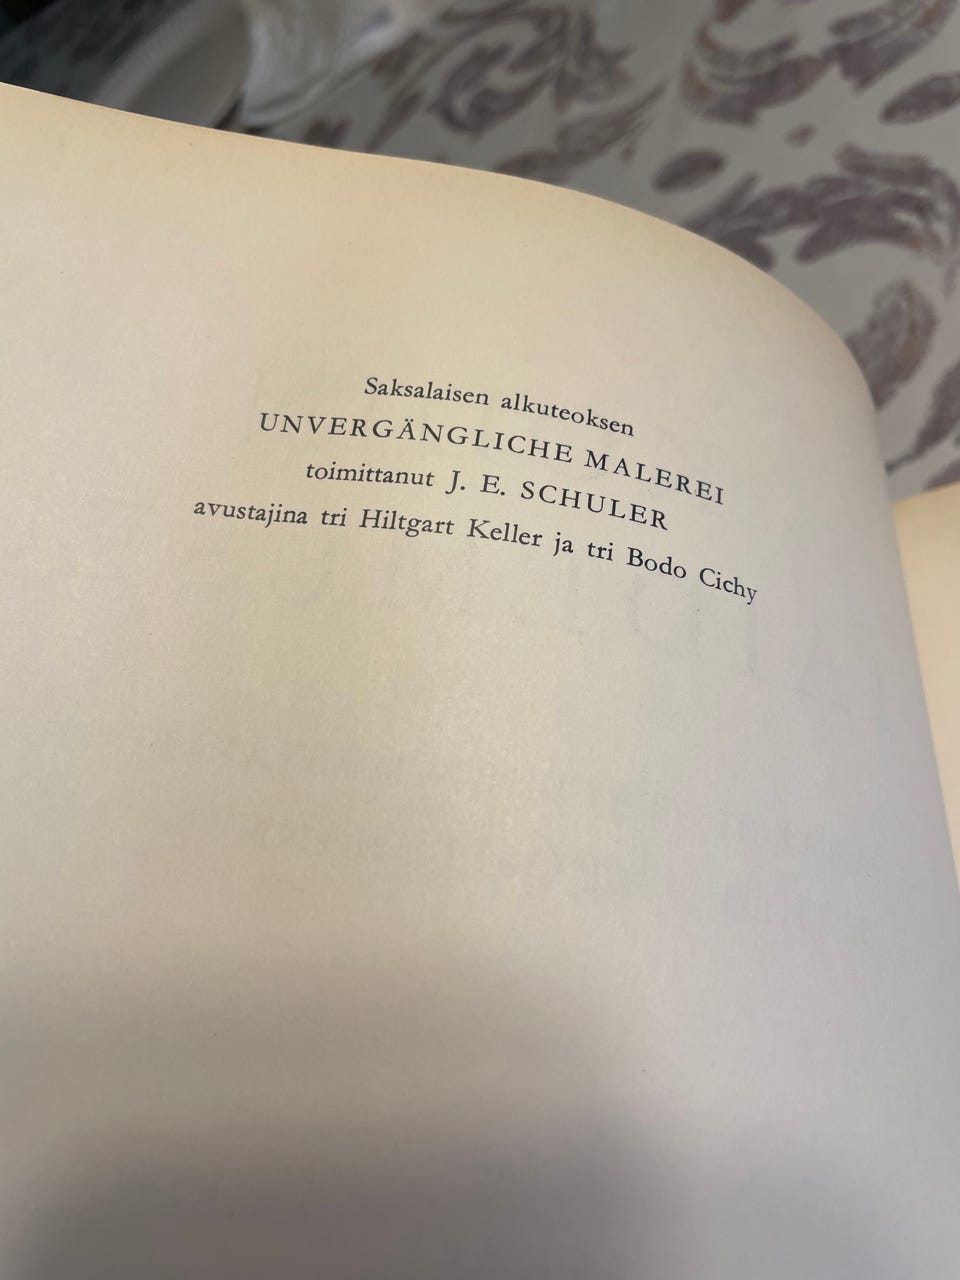 Saksalaisen alkuteoksen
UNVERGÄNGLICHE MALEREI
toimittanut J. E. SCHULER
avustajina tri Hiltgart Keller ja tri Bodo Cichy